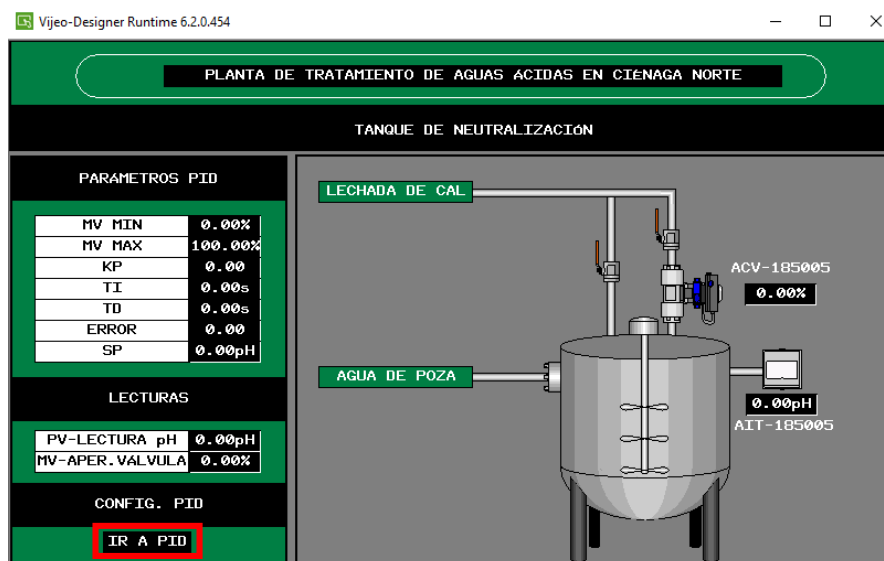 Vijeo-Designer Runtime 6.2.0.454
PLANTA DE TRATAMIENTO DE AGUAS ÁCIDAS EN CIÉNAGA NORTE
TANQUE DE NEUTRALIZACIÓN
PARÁMETROS PID
MV MIN 0.00%
MV MAX 100.00%
KP 0.00
TI 0.00s
TD 0.00s
ERROR 0.00
SP 0.00pH
LECTURAS
PV-LECTURA pH 0.00pH
MV-APER.VÁLVULA 0.00%
CONFIG. PID
IR A PID
LECHADA DE CAL
ACV-185005
0.00%
AGUA DE POZA
0.00pH
AIT-185005